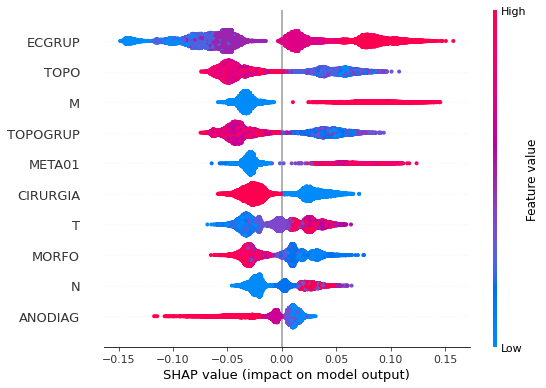 High
ECGRUP
TOPO
M
TOPOGRUP
META01
CIRURGIA
T
MORFO
N
ANODIAG
Feature value
Low
−0.15 −0.10 −0.05 0.00 0.05 0.10 0.15
SHAP value (impact on model output)